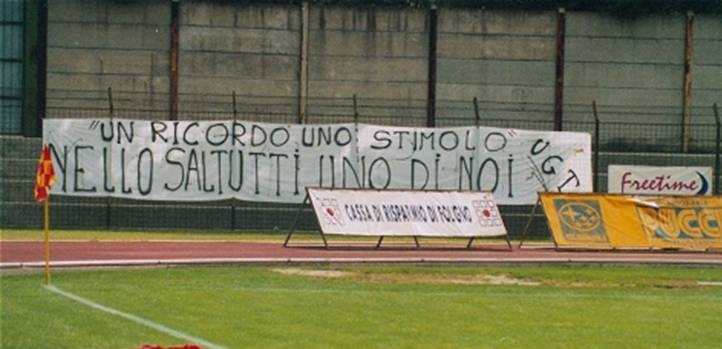 "UN RICORDO UNO STIMOLO"
NELLO SALTUTTI UNO DI NOI
UGT
CASSA DI RISPARMIO DI FOLIGNO
Freetime